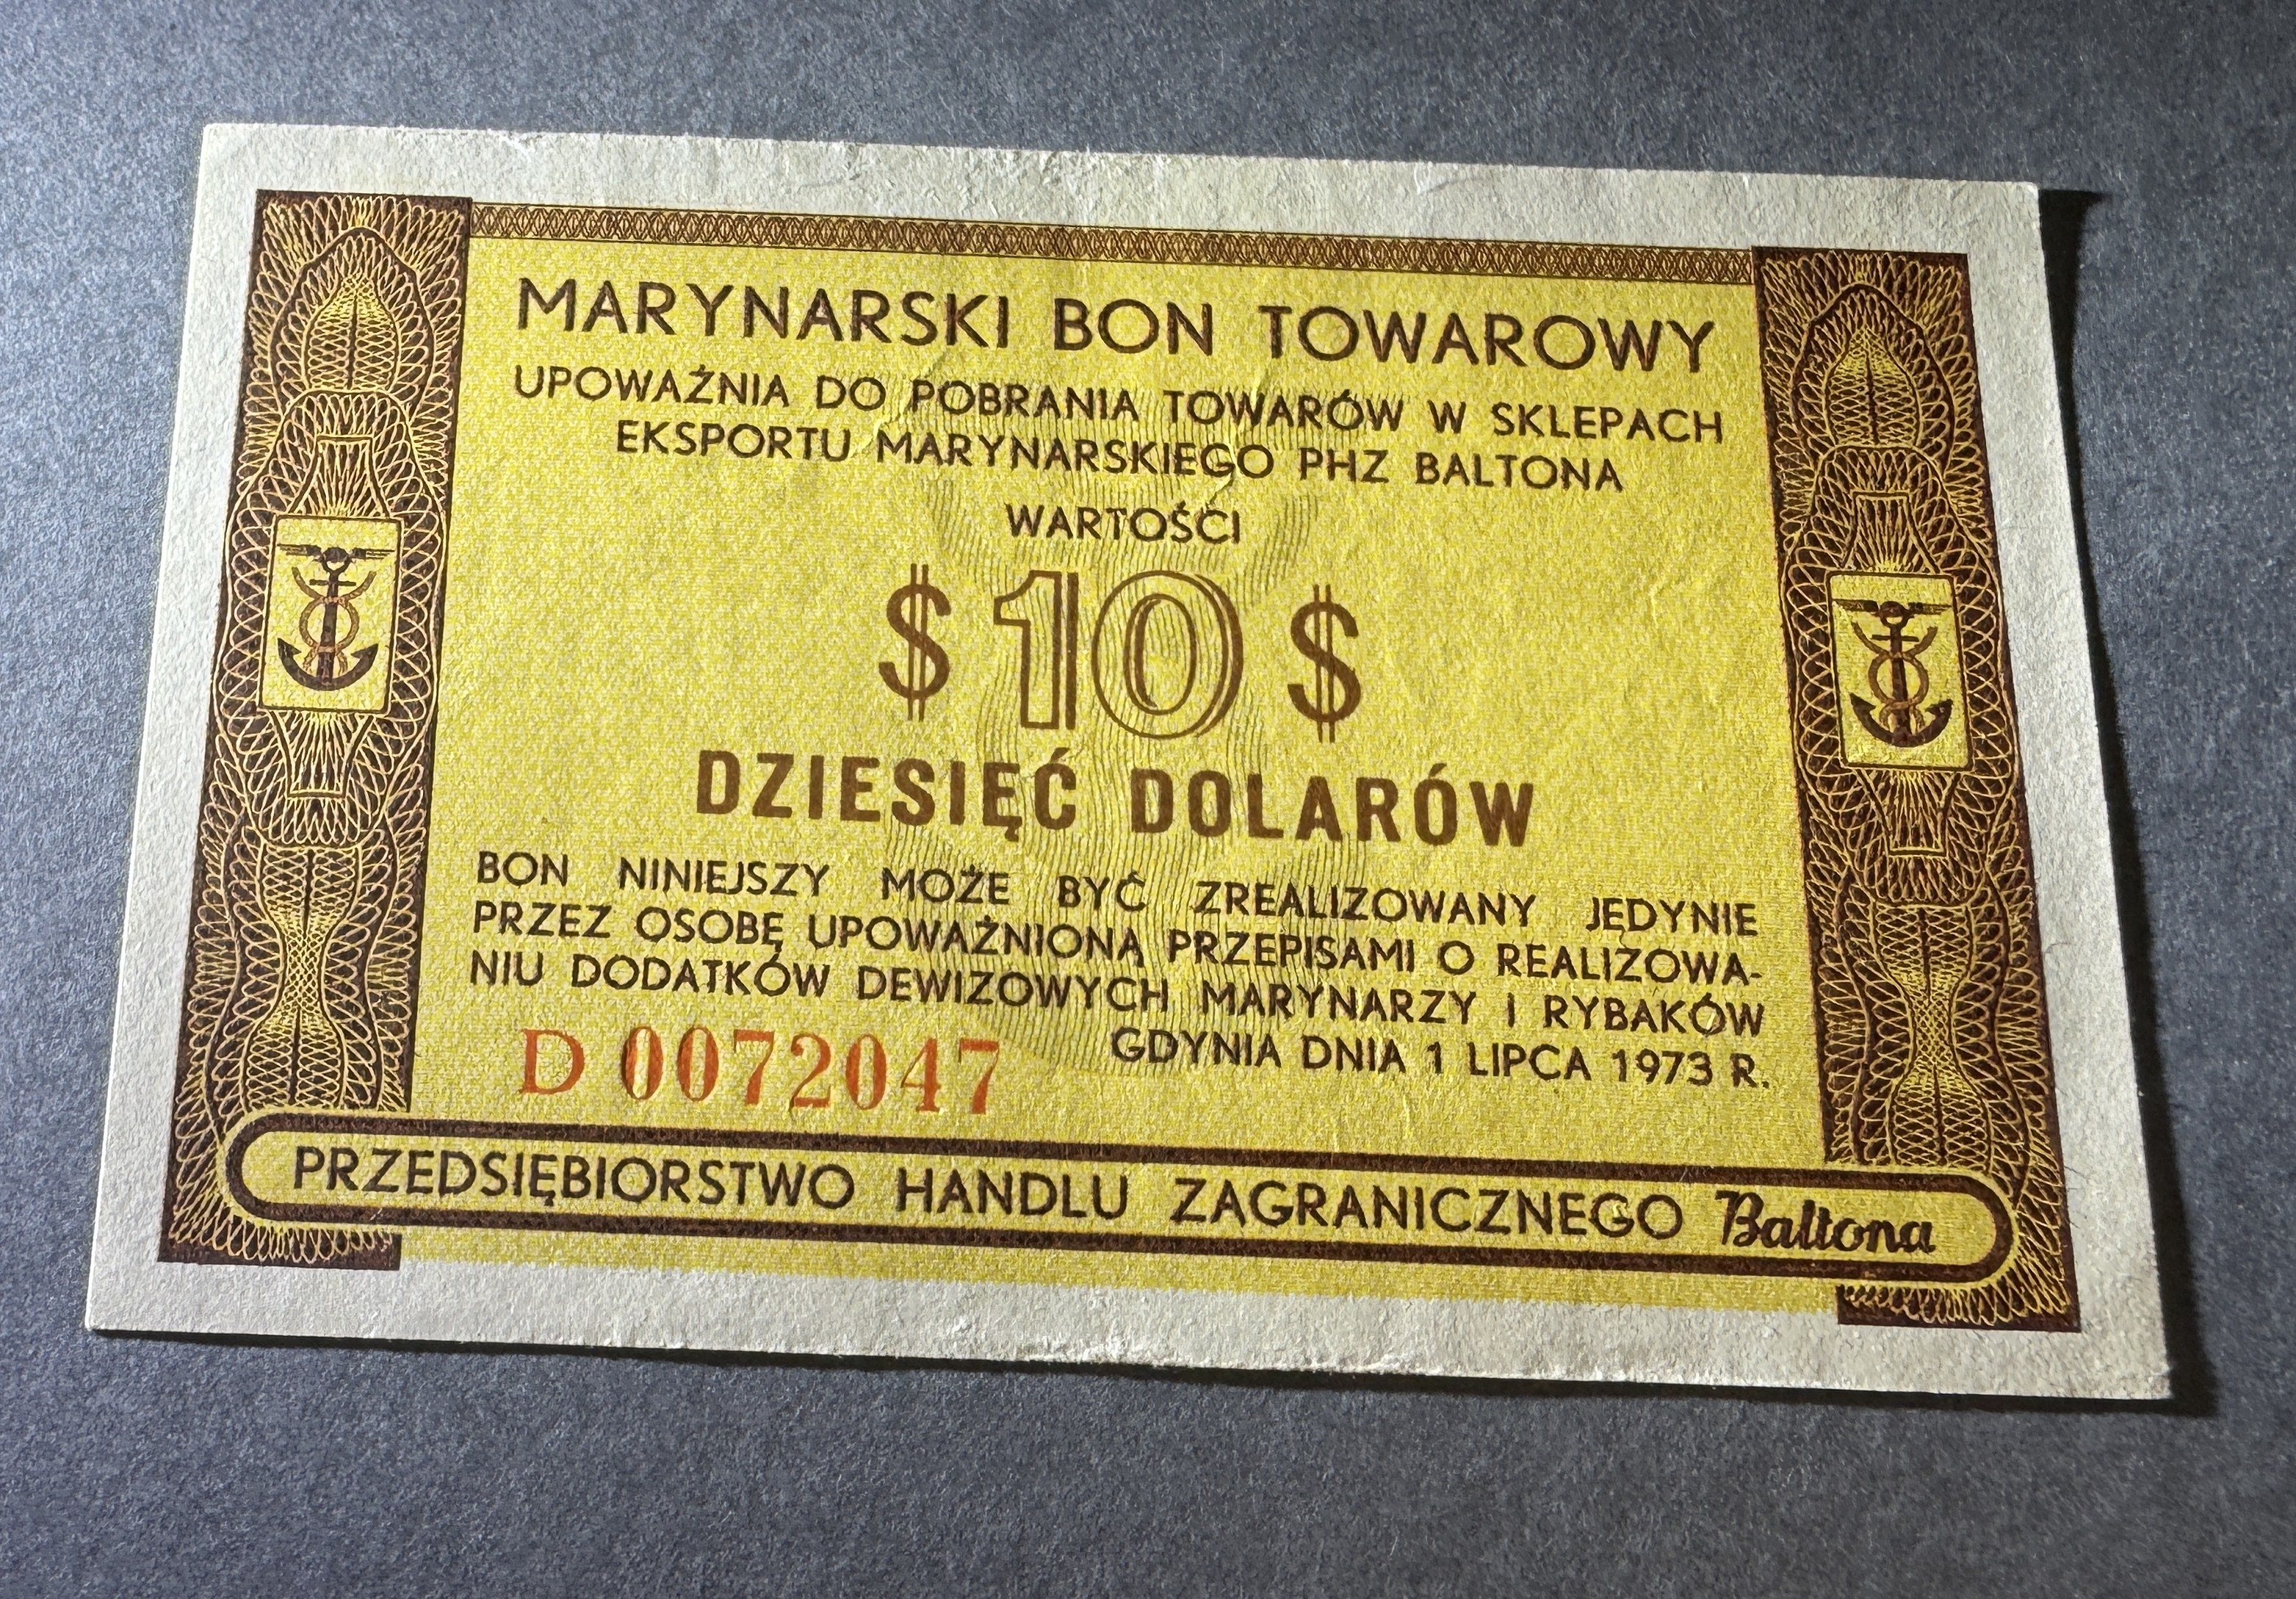 MARYNARSKI BON TOWAROWY
UPOWAŻNIA DO POBRANIA TOWARÓW W SKLEPACH
EKSPORTU MARYNARSKIEGO PHZ BALTONA
WARTOŚCI
$ 10 $
DZIESIĘĆ DOLARÓW
BON NINIEJSZY MOŻE BYĆ ZREALIZOWANY JEDYNIE
PRZEZ OSOBĘ UPOWAŻNIONĄ PRZEPISAMI O REALIZOWA-
NIU DODATKÓW DEWIZOWYCH MARYNARZY I RYBAKÓW
GDYNIA DNIA 1 LIPCA 1973 R.
D 0072047
PRZEDSIĘBIORSTWO HANDLU ZAGRANICZNEGO Baltona